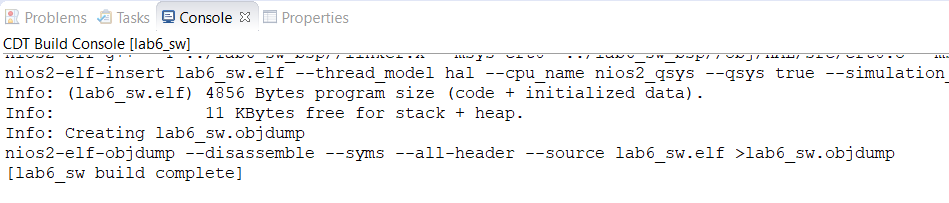 Problems Tasks Console Properties
CDT Build Console [lab6_sw]
nios2-elf-insert lab6_sw.elf --thread_model hal --cpu_name nios2_qsys --qsys true --simulation_
Info: (lab6_sw.elf) 4856 Bytes program size (code + initialized data).
Info: 11 KBytes free for stack + heap.
Info: Creating lab6_sw.objdump
nios2-elf-objdump --disassemble --syms --all-header --source lab6_sw.elf >lab6_sw.objdump
[lab6_sw build complete]